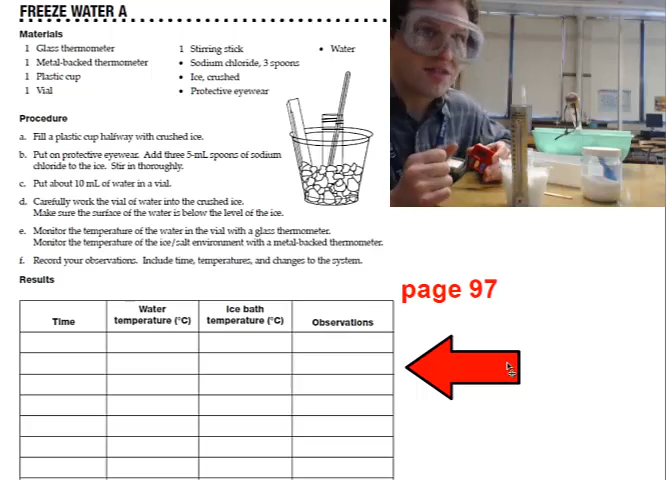 FREEZE WATER A
Materials
1 Glass thermometer
1 Metal-backed thermometer
1 Plastic cup
1 Vial
1 Stirring stick
• Sodium chloride, 3 spoons
• Ice, crushed
• Protective eyewear
• Water
Procedure
a. Fill a plastic cup halfway with crushed ice.
b. Put on protective eyewear. Add three 5-mL spoons of sodium
chloride to the ice. Stir in thoroughly.
c. Put about 10 mL of water in a vial.
d. Carefully work the vial of water into the crushed ice.
Make sure the surface of the water is below the level of the ice.
e. Monitor the temperature of the water in the vial with a glass thermometer.
Monitor the temperature of the ice/salt environment with a metal-backed thermometer.
f. Record your observations. Include time, temperatures, and changes to the system.
Results
page 97
Time
Water
temperature (°C)
Ice bath
temperature (°C)
Observations